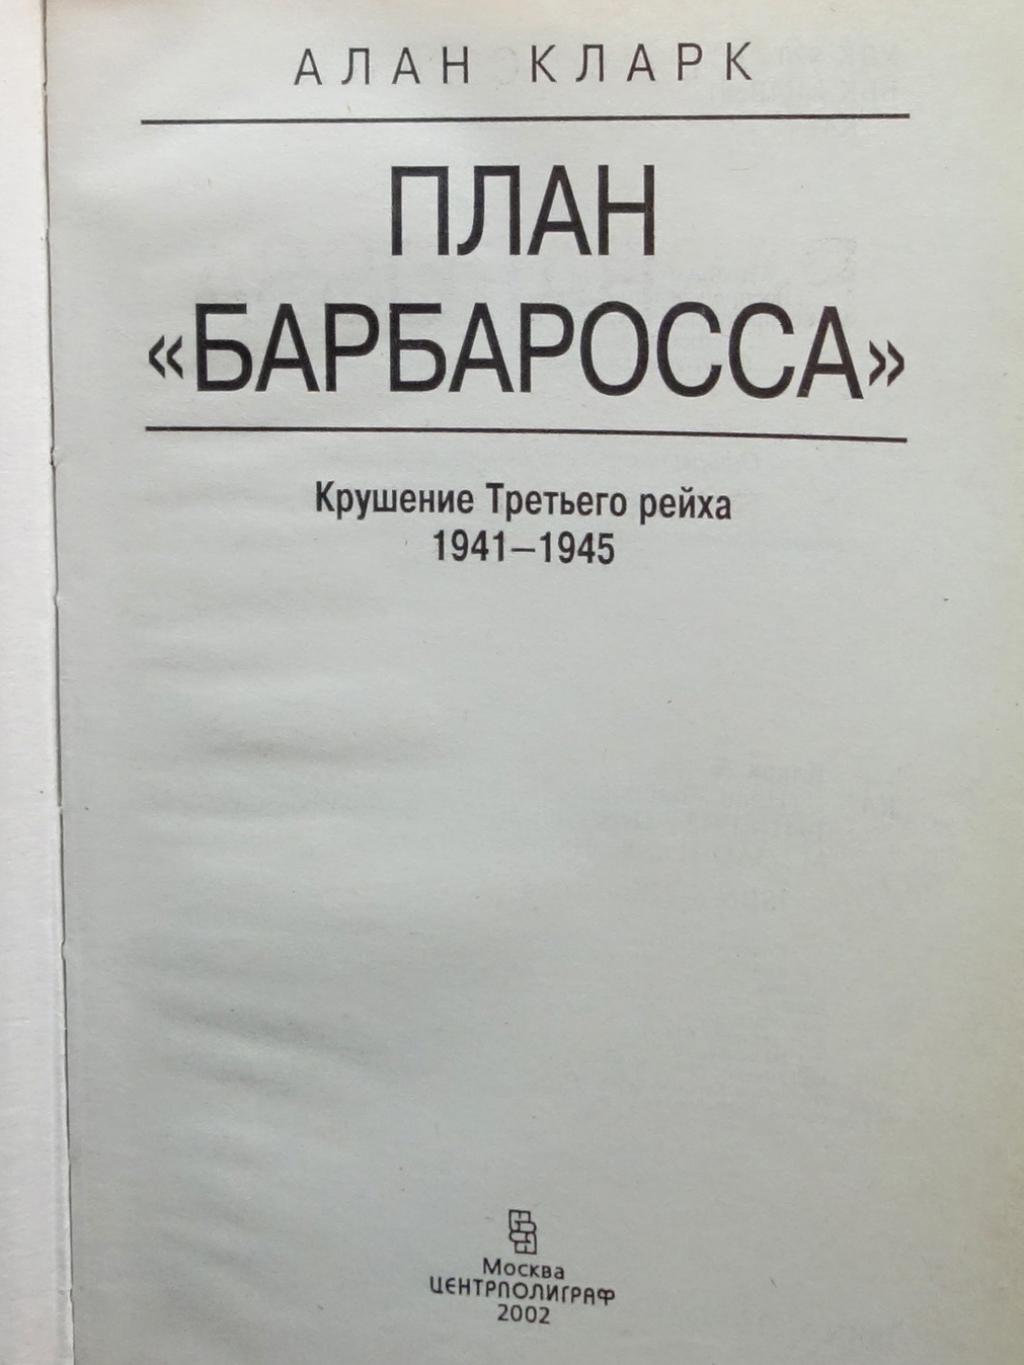 АЛАН КЛАРК
ПЛАН
«БАРБАРОССА»
Крушение Третьего рейха
1941–1945
Москва
ЦЕНТРПОЛИГРАФ
2002